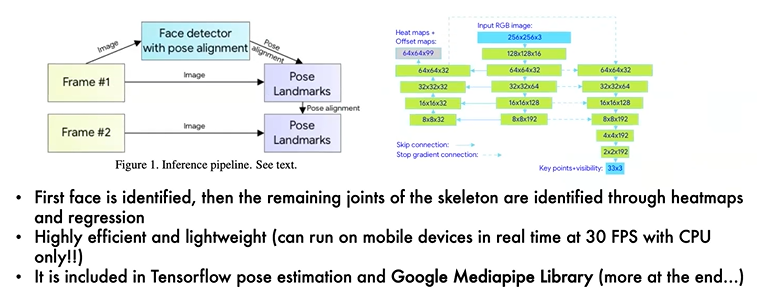 Image
Face detector
with pose alignment
Pose
alignment
Frame #1
Image
Pose
Landmarks
Pose alignment
Frame #2
Image
Pose
Landmarks
Figure 1. Inference pipeline. See text.
Heat maps +
Offset maps:
64x64x99
64x64x32
32x32x32
16x16x32
8x8x32
Input RGB image:
256x256x3
128x128x16
64x64x32
32x32x64
16x16x128
8x8x192
64x64x32
32x32x64
16x16x128
8x8x192
4x4x192
2x2x192
Skip connection:
Stop gradient connection:
Key points+visibility: 33x3
• First face is identified, then the remaining joints of the skeleton are identified through heatmaps
and regression
• Highly efficient and lightweight (can run on mobile devices in real time at 30 FPS with CPU
only!!)
• It is included in Tensorflow pose estimation and Google Mediapipe Library (more at the end...)